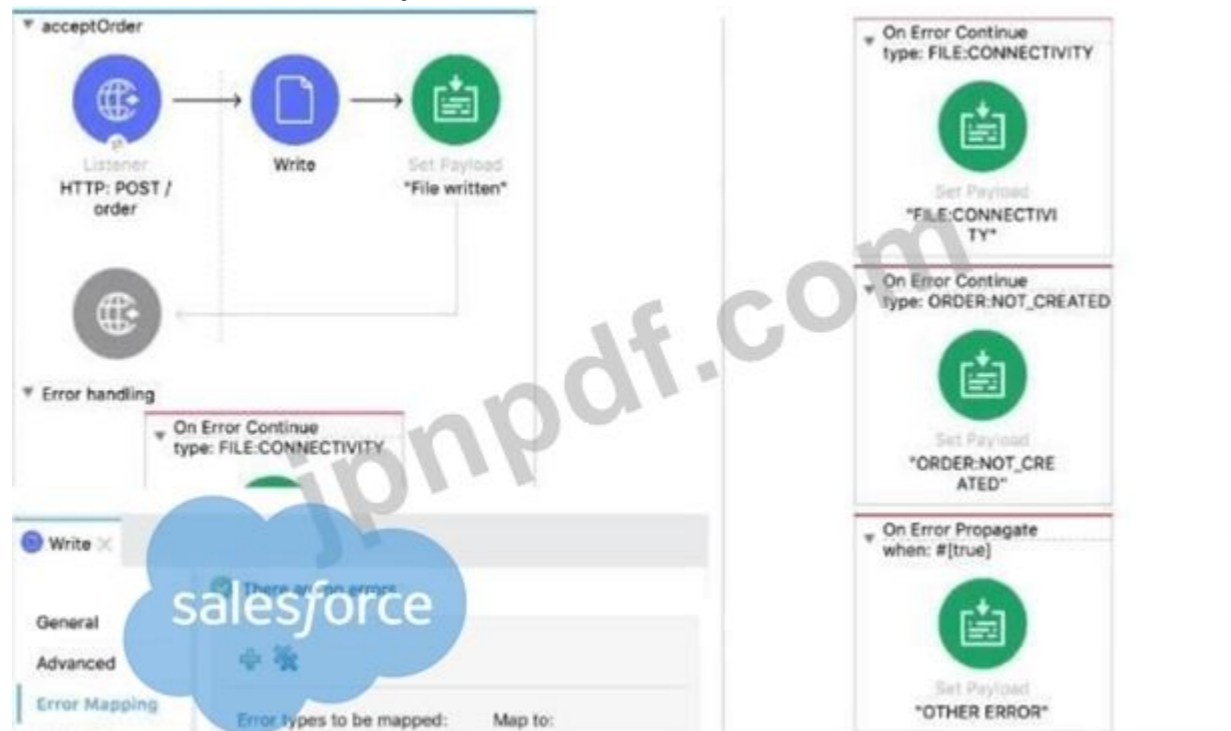 acceptOrder
Listener
HTTP: POST /
order
Write
Set Payload
"File written"
Error handling
On Error Continue
type: FILE:CONNECTIVITY
Write
There are no errors
salesforce
General
Advanced
Error Mapping
Error types to be mapped:
Map to:
On Error Continue
type: FILE:CONNECTIVITY
Set Payload
"FILE:CONNECTIVI
TY"
On Error Continue
type: ORDER:NOT_CREATED
Set Payload
"ORDER:NOT_CRE
ATED"
On Error Propagate
when: #[true]
Set Payload
"OTHER ERROR"
jpnpdf.com